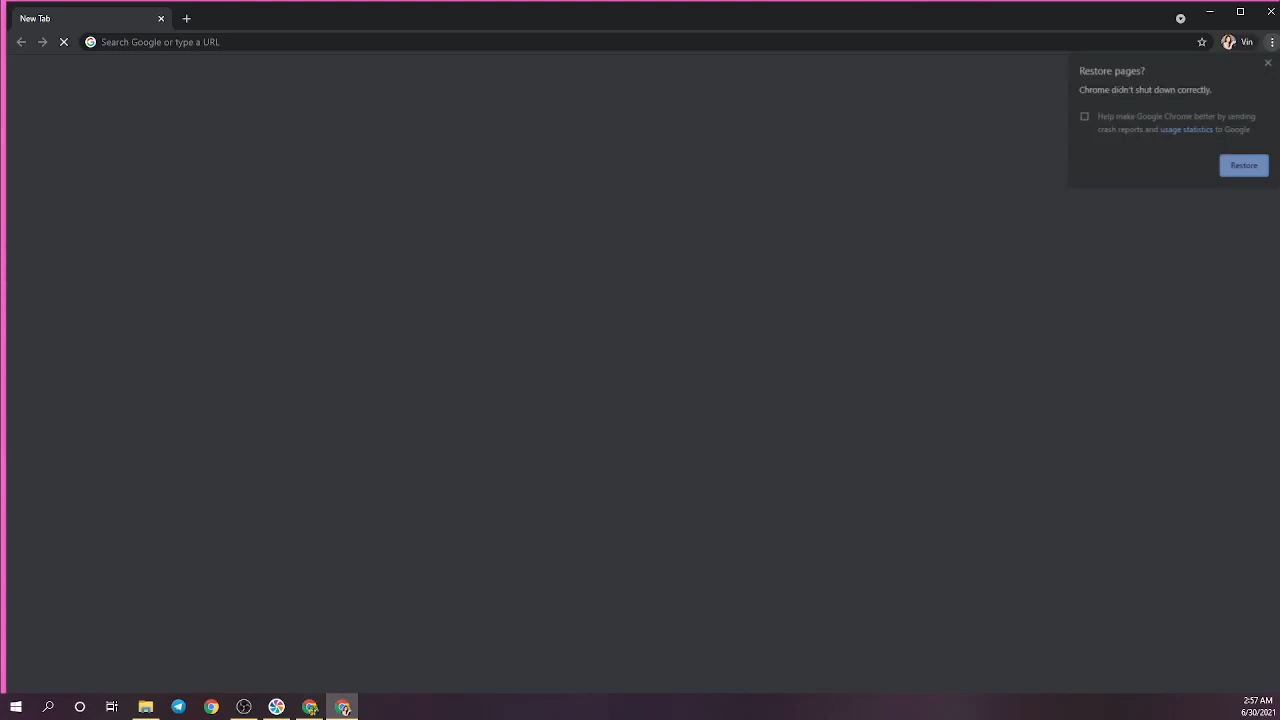 New Tab
Search Google or type a URL
Vin
Restore pages?
Chrome didn't shut down correctly.
Help make Google Chrome better by sending
crash reports and usage statistics to Google
Restore
2:57 AM
6/30/2021